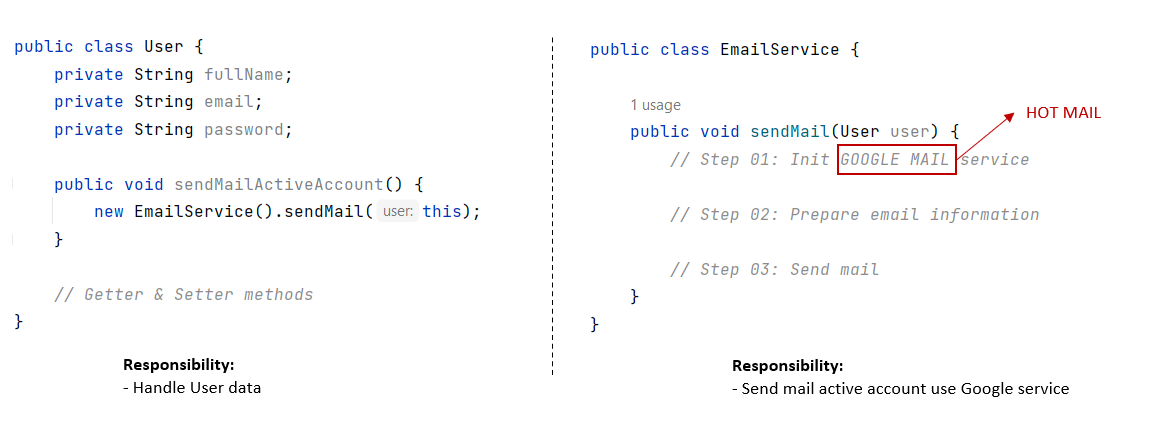 public class User {
private String fullName;
private String email;
private String password;
public void sendMailActiveAccount() {
new EmailService().sendMail( user: this);
}
// Getter & Setter methods
}
Responsibility:
- Handle User data
public class EmailService {
1 usage
public void sendMail(User user) {
HOT MAIL
// Step 01: Init GOOGLE MAIL service
// Step 02: Prepare email information
// Step 03: Send mail
}
}
Responsibility:
- Send mail active account use Google service